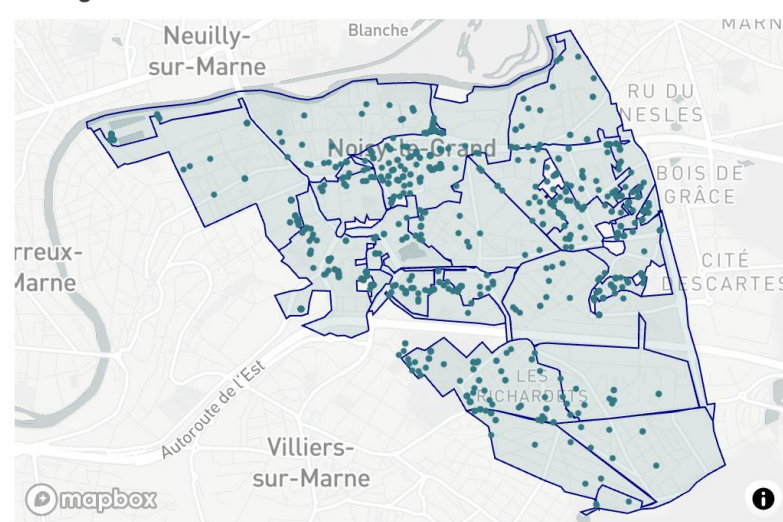 Neuilly-
sur-Marne
Blanche
MARN
RU DU
NESLES
Noisy-le-Grand
BOIS DE
GRÂCE
rreux-
Marne
CITÉ
DESCARTES
Autoroute de l'Est
LES
RICHARDETS
Villiers-
sur-Marne
mapbox
i